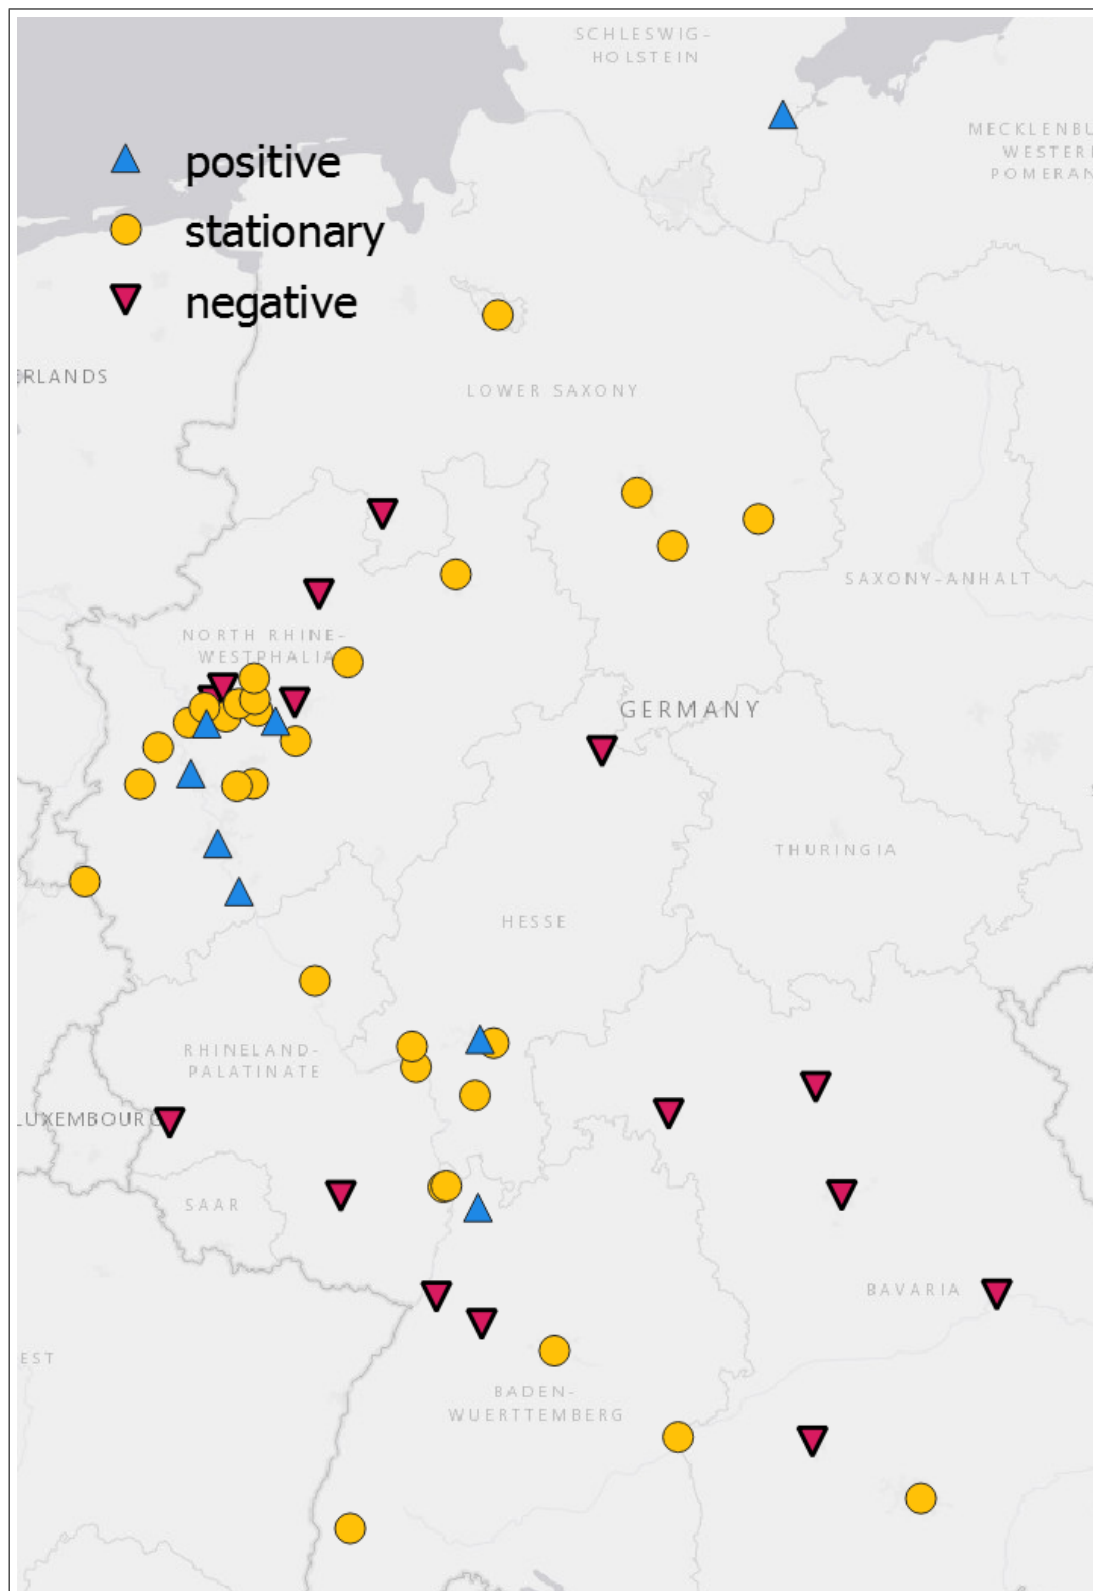 SCHLESWIG-
HOLSTEIN
MECKLENBU
WESTER
POMERAN
positive
stationary
negative
ERLANDS
LOWER SAXONY
SAXONY-ANHALT
NORTH RHINE-
WESTPHALIA
GERMANY
THURINGIA
HESSE
RHINELAND-
PALATINATE
LUXEMBOURG
SAAR
BAVARIA
EST
BADEN-
WUERTTEMBERG